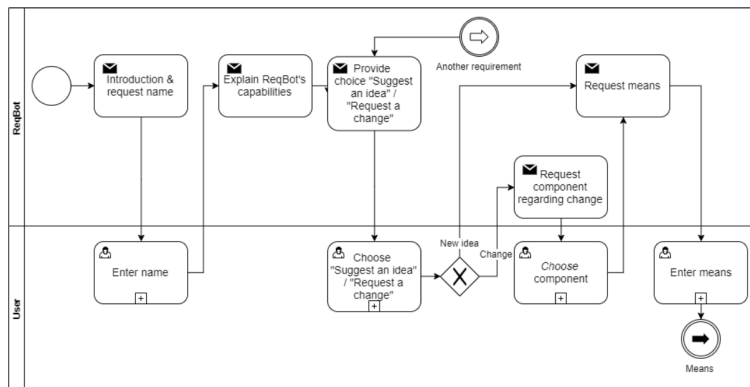 ReqBot
Introduction &
request name
Explain ReqBot's
capabilities
Provide
choice "Suggest
an idea" /
"Request a
change"
Another requirement
Request means
Request
component
regarding change
User
Enter name
Choose
"Suggest an idea"
/ "Request a
change"
New idea
Change
Choose
component
Enter means
Means